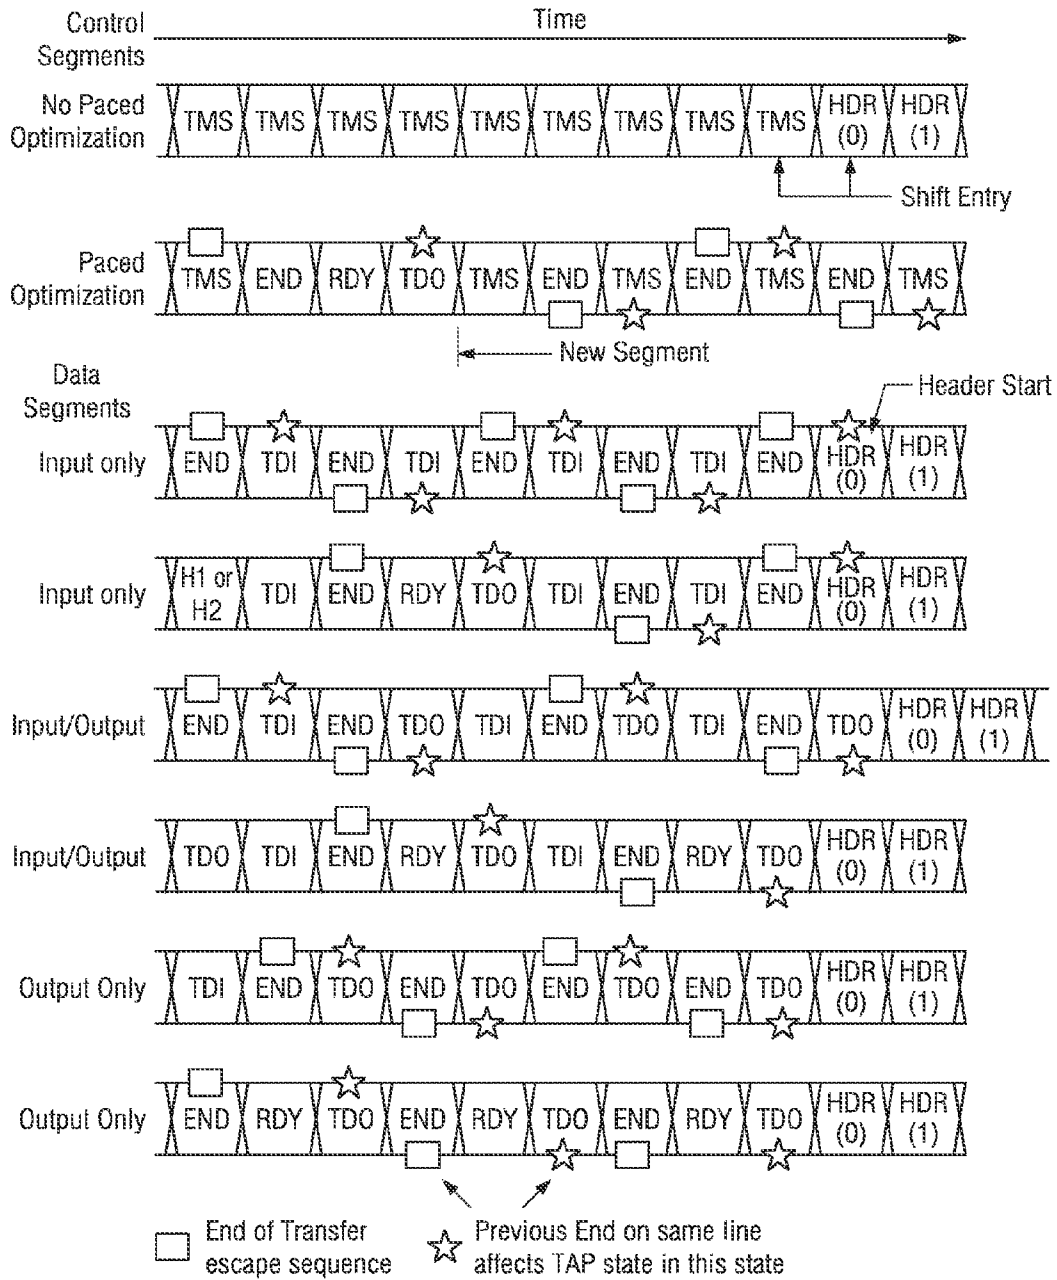 Control
Segments
Time
No Paced
Optimization
TMS TMS TMS TMS TMS TMS TMS TMS TMS HDR (0) HDR (1)
Shift Entry
Paced
Optimization
TMS END RDY TDO TMS END TMS END TMS END TMS
New Segment
Data
Segments
Header Start
Input only
END TDI END TDI END TDI END TDI END HDR (0) HDR (1)
Input only
H1 or H2 TDI END RDY TDO TDI END TDI END HDR (0) HDR (1)
Input/Output
END TDI END TDO TDI END TDO TDI END TDO HDR (0) HDR (1)
Input/Output
TDO TDI END RDY TDO TDI END RDY TDO HDR (0) HDR (1)
Output Only
TDI END TDO END TDO END TDO END TDO HDR (0) HDR (1)
Output Only
END RDY TDO END RDY TDO END RDY TDO HDR (0) HDR (1)
End of Transfer
escape sequence
Previous End on same line
affects TAP state in this state